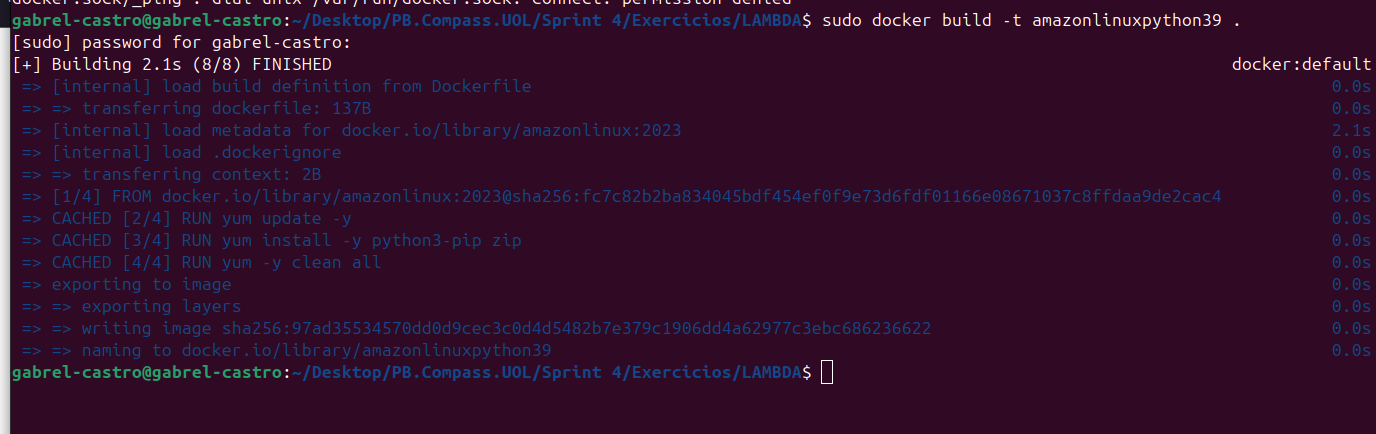 docker.sock/_ping": dial unix /var/run/docker.sock: connect: permission denied
gabrel-castro@gabrel-castro:~/Desktop/PB.Compass.UOL/Sprint 4/Exercicios/LAMBDA$ sudo docker build -t amazonlinuxpython39 .
[sudo] password for gabrel-castro:
[+] Building 2.1s (8/8) FINISHED docker:default
=> [internal] load build definition from Dockerfile 0.0s
=> => transferring dockerfile: 137B 0.0s
=> [internal] load metadata for docker.io/library/amazonlinux:2023 2.1s
=> [internal] load .dockerignore 0.0s
=> => transferring context: 2B 0.0s
=> [1/4] FROM docker.io/library/amazonlinux:2023@sha256:fc7c82b2ba834045bdf454ef0f9e73d6fdf01166e08671037c8ffdaa9de2cac4 0.0s
=> CACHED [2/4] RUN yum update -y 0.0s
=> CACHED [3/4] RUN yum install -y python3-pip zip 0.0s
=> CACHED [4/4] RUN yum -y clean all 0.0s
=> exporting to image 0.0s
=> => exporting layers 0.0s
=> => writing image sha256:97ad35534570dd0d9cec3c0d4d5482b7e379c1906dd4a62977c3ebc686236622 0.0s
=> => naming to docker.io/library/amazonlinuxpython39 0.0s
gabrel-castro@gabrel-castro:~/Desktop/PB.Compass.UOL/Sprint 4/Exercicios/LAMBDA$